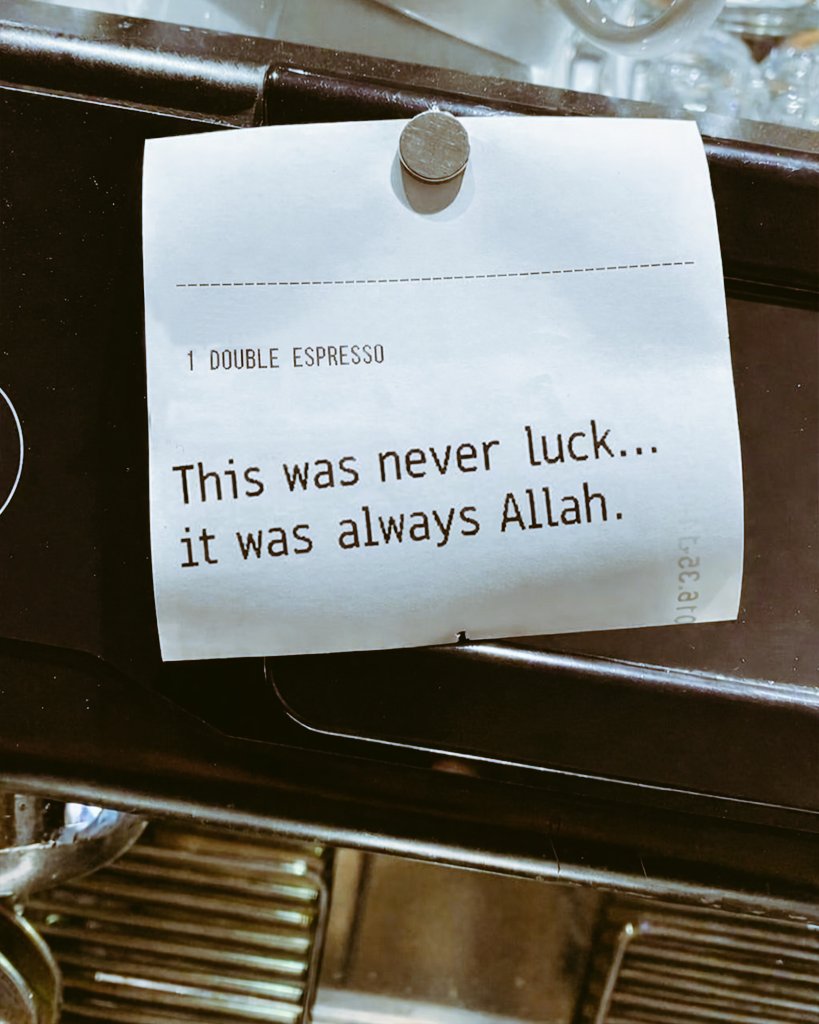 1 DOUBLE ESPRESSO
This was never luck...
it was always Allah.